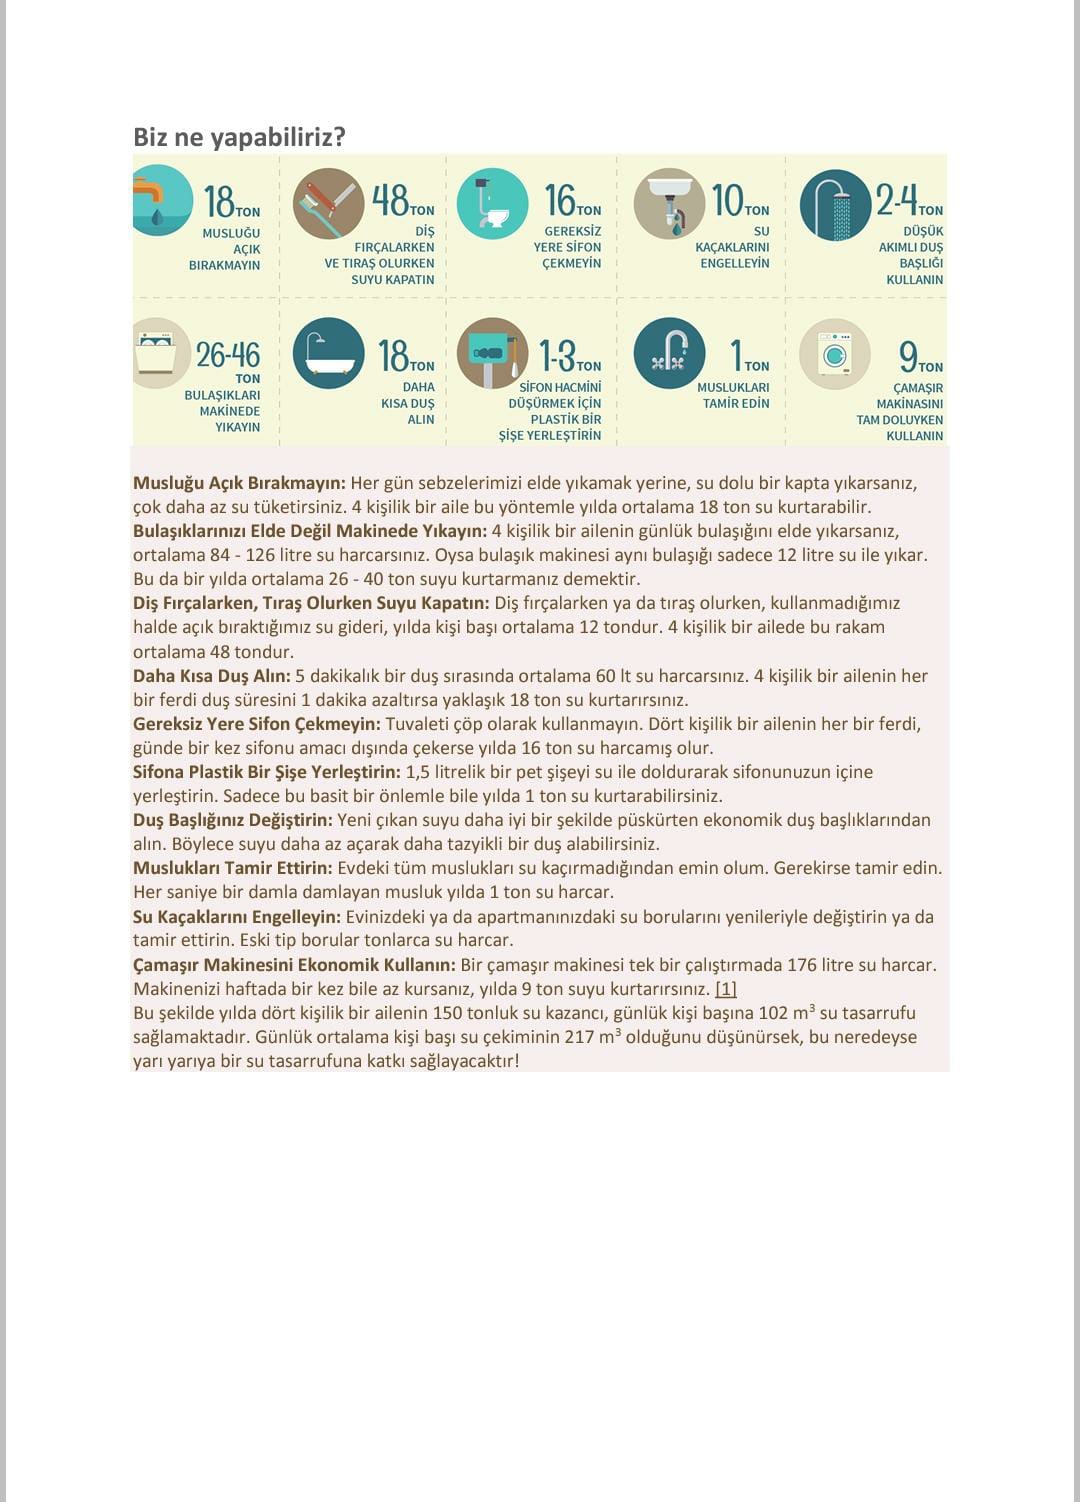 Biz ne yapabiliriz?
18 TON
MUSLUĞU
AÇIK
BIRAKMAYIN
48 TON
DİŞ
FIRÇALARKEN
VE TIRAŞ OLURKEN
SUYU KAPATIN
16 TON
GEREKSİZ
YERE SİFON
ÇEKMEYİN
10 TON
SU
KAÇAKLARINI
ENGELLEYİN
2-4 TON
DÜŞÜK
AKIMLI DUŞ
BAŞLIĞI
KULLANIN
26-46
TON
BULAŞIKLARI
MAKİNEDE
YIKAYIN
18 TON
DAHA
KISA DUŞ
ALIN
1-3 TON
SİFON HACMİNİ
DÜŞÜRMEK İÇİN
PLASTİK BİR
ŞİŞE YERLEŞTİRİN
1 TON
MUSLUKLARI
TAMİR EDİN
9 TON
ÇAMAŞIR
MAKİNASINI
TAM DOLUYKEN
KULLANIN
Musluğu Açık Bırakmayın: Her gün sebzelerimizi elde yıkamak yerine, su dolu bir kapta yıkarsanız,
çok daha az su tüketirsiniz. 4 kişilik bir aile bu yöntemle yılda ortalama 18 ton su kurtarabilir.
Bulaşıklarınızı Elde Değil Makinede Yıkayın: 4 kişilik bir ailenin günlük bulaşığını elde yıkarsanız,
ortalama 84 - 126 litre su harcarsınız. Oysa bulaşık makinesi aynı bulaşığı sadece 12 litre su ile yıkar.
Bu da bir yılda ortalama 26 - 40 ton suyu kurtarmanız demektir.
Diş Fırçalarken, Tıraş Olurken Suyu Kapatın: Diş fırçalarken ya da tıraş olurken, kullanmadığımız
halde açık bıraktığımız su gideri, yılda kişi başı ortalama 12 tondur. 4 kişilik bir ailede bu rakam
ortalama 48 tondur.
Daha Kısa Duş Alın: 5 dakikalık bir duş sırasında ortalama 60 lt su harcarsınız. 4 kişilik bir ailenin her
bir ferdi duş süresini 1 dakika azaltırsa yaklaşık 18 ton su kurtarırsınız.
Gereksiz Yere Sifon Çekmeyin: Tuvaleti çöp olarak kullanmayın. Dört kişilik bir ailenin her bir ferdi,
günde bir kez sifonu amacı dışında çekerse yılda 16 ton su harcamış olur.
Sifona Plastik Bir Şişe Yerleştirin: 1,5 litrelik bir pet şişeyi su ile doldurarak sifonunuzun içine
yerleştirin. Sadece bu basit bir önlemle bile yılda 1 ton su kurtarabilirsiniz.
Duş Başlığınız Değiştirin: Yeni çıkan suyu daha iyi bir şekilde püskürten ekonomik duş başlıklarından
alın. Böylece suyu daha az açarak daha tazyikli bir duş alabilirsiniz.
Muslukları Tamir Ettirin: Evdeki tüm muslukları su kaçırmadığından emin olum. Gerekirse tamir edin.
Her saniye bir damla damlayan musluk yılda 1 ton su harcar.
Su Kaçaklarını Engelleyin: Evinizdeki ya da apartmanınızdaki su borularını yenileriyle değiştirin ya da
tamir ettirin. Eski tip borular tonlarca su harcar.
Çamaşır Makinesini Ekonomik Kullanın: Bir çamaşır makinesi tek bir çalıştırmada 176 litre su harcar.
Makinenizi haftada bir kez bile az kursanız, yılda 9 ton suyu kurtarırsınız. [1]
Bu şekilde yılda dört kişilik bir ailenin 150 tonluk su kazancı, günlük kişi başına 102 m³ su tasarrufu
sağlamaktadır. Günlük ortalama kişi başı su çekiminin 217 m³ olduğunu düşünürsek, bu neredeyse
yarı yarıya bir su tasarrufuna katkı sağlayacaktır!